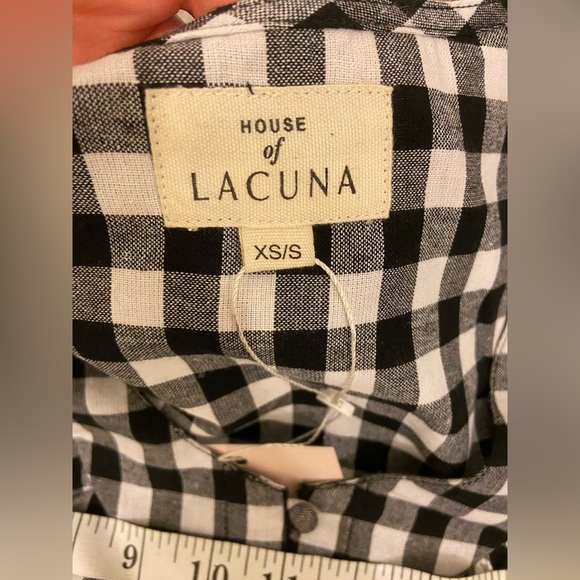 HOUSE
of
LACUNA
XS/S
9 10 11